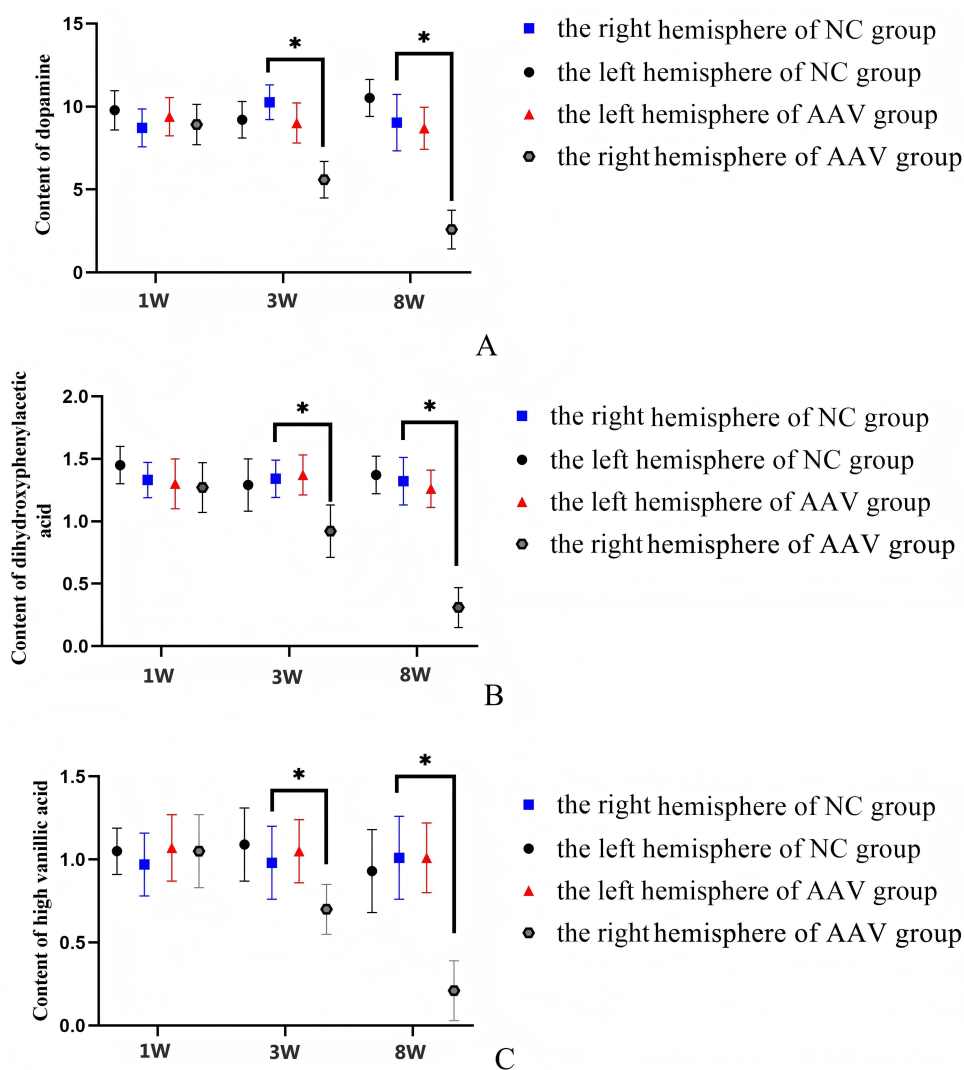 15
10
5
0
Content of dopamine
*
*
1W
3W
8W
the right hemisphere of NC group
the left hemisphere of NC group
the left hemisphere of AAV group
the right hemisphere of AAV group
A
2.0
1.5
1.0
0.5
0.0
Content of dihydroxyphenylacetic
acid
*
*
1W
3W
8W
the right hemisphere of NC group
the left hemisphere of NC group
the left hemisphere of AAV group
the right hemisphere of AAV group
B
1.5
1.0
0.5
0.0
Content of high vanillic acid
*
*
1W
3W
8W
the right hemisphere of NC group
the left hemisphere of NC group
the left hemisphere of AAV group
the right hemisphere of AAV group
C